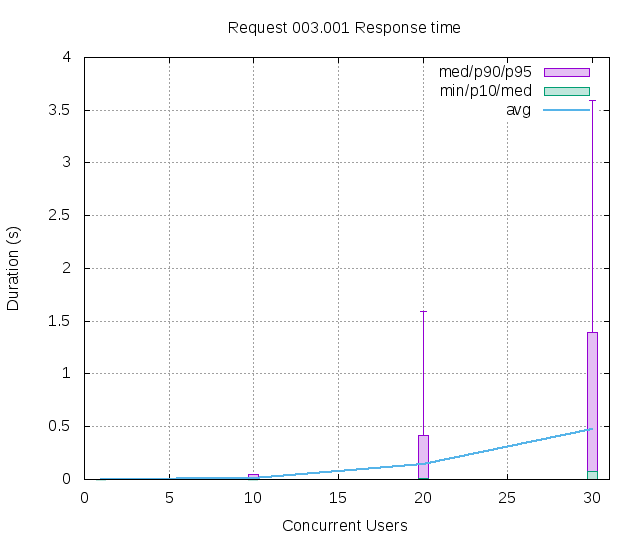 Request 003.001 Response time
med/p90/p95
min/p10/med
avg
4
3.5
3
2.5
2
1.5
1
0.5
0
Duration (s)
0 5 10 15 20 25 30
Concurrent Users